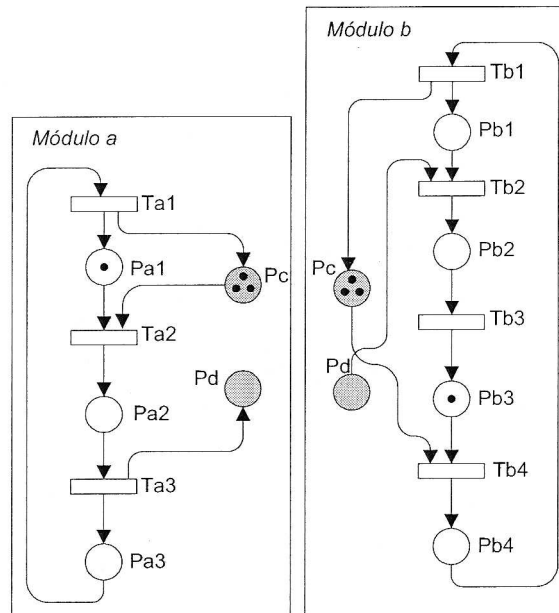 Módulo a
Ta1
Pa1
Pc
Ta2
Pd
Pa2
Ta3
Pa3
Módulo b
Tb1
Pb1
Tb2
Pb2
Pc
Tb3
Pd
Pb3
Tb4
Pb4